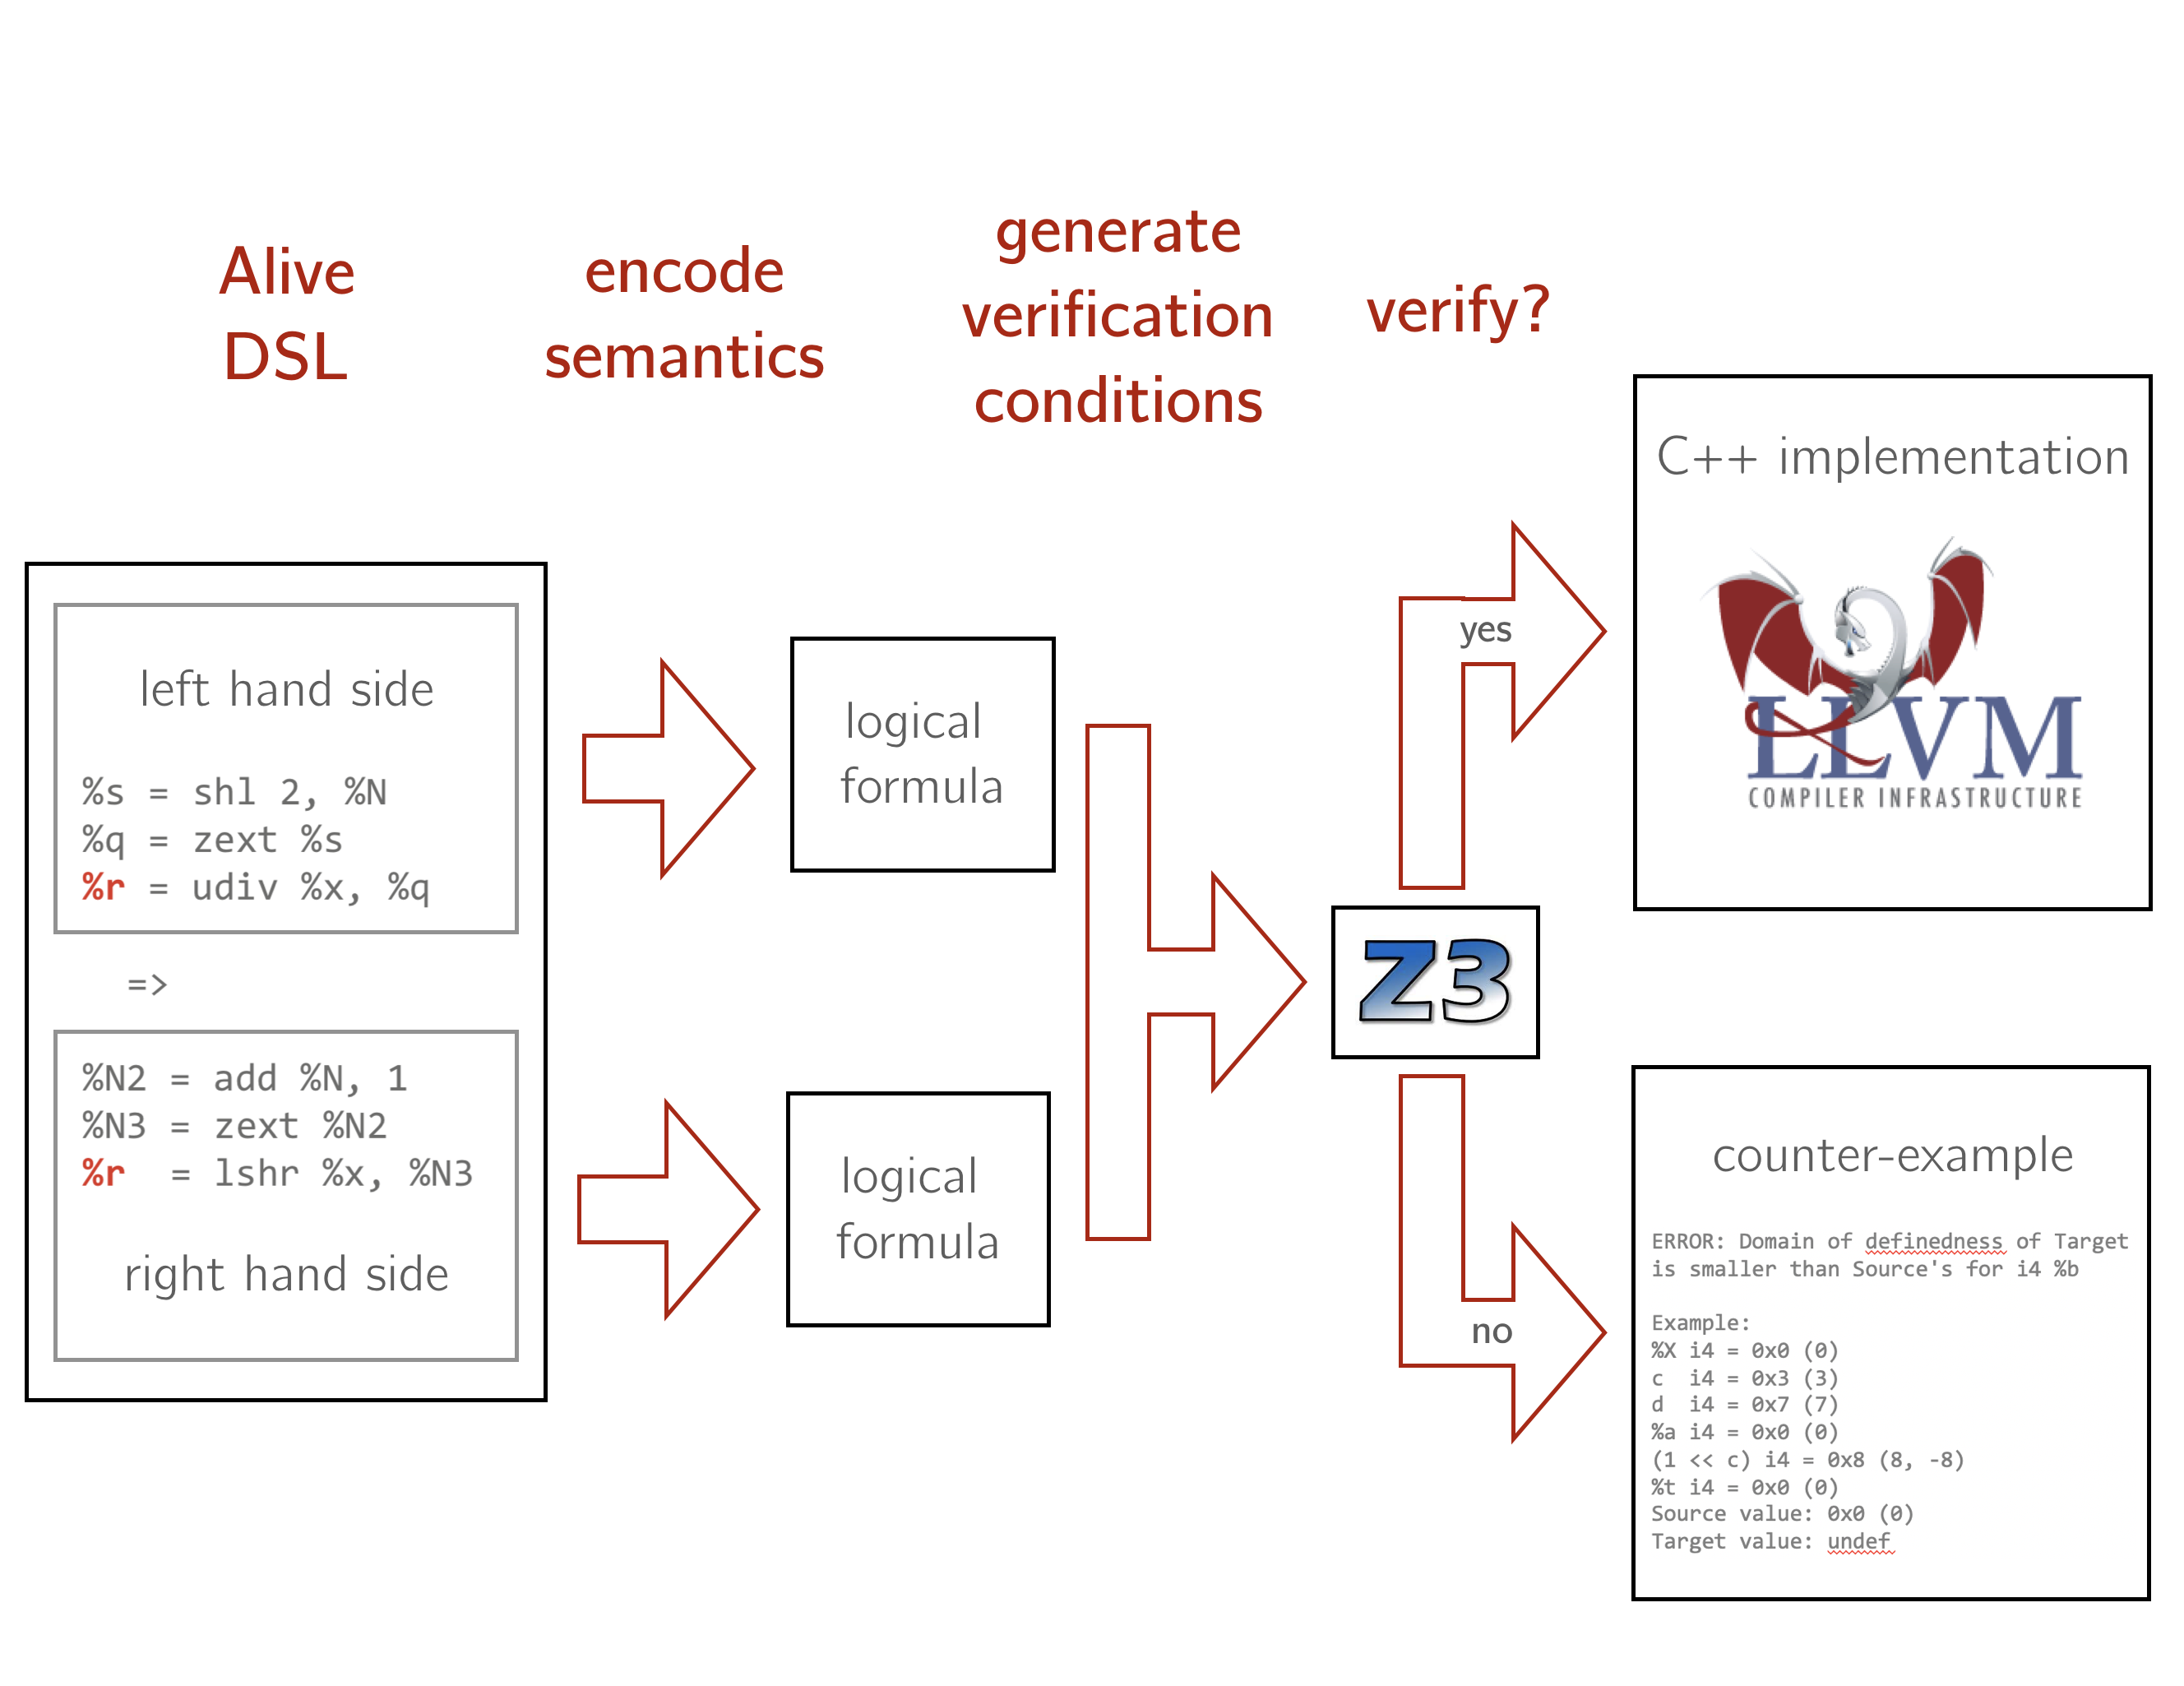 Alive
DSL
encode
semantics
generate
verification
conditions
verify?
left hand side
%s = shl 2, %N
%q = zext %s
%r = udiv %x, %q
=>
%N2 = add %N, 1
%N3 = zext %N2
%r  = lshr %x, %N3
right hand side
logical
formula
logical
formula
Z3
yes
no
C++ implementation
LLVM
COMPILER INFRASTRUCTURE
counter-example
ERROR: Domain of definedness of Target
is smaller than Source's for i4 %b
Example:
%X i4 = 0x0 (0)
c  i4 = 0x3 (3)
d  i4 = 0x7 (7)
%a i4 = 0x0 (0)
(1 << c) i4 = 0x8 (8, -8)
%t i4 = 0x0 (0)
Source value: 0x0 (0)
Target value: undef